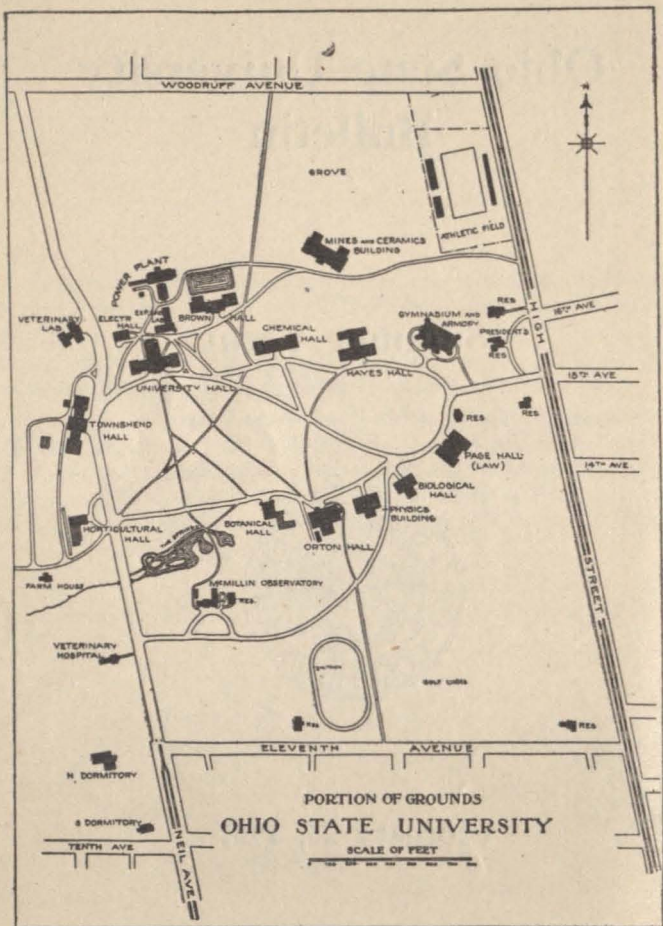 WOODRUFF AVENUE
GROVE
ATHLETIC FIELD
MINES AND CERAMICS
BUILDING
POWER PLANT
VETERINARY
LAB.
ELECTR
HALL
BROWN HALL
CHEMICAL
HALL
GYMNASIUM AND
ARMORY
RES
HIGH
16TH AVE
PRESIDENTS
RES
UNIVERSITY HALL
HAYES HALL
15TH AVE
TOWNSHEND
HALL
RES.
RES.
PAGE HALL
(LAW)
14TH AVE
BIOLOGICAL
HALL
HORTICULTURAL
HALL
BOTANICAL
HALL
PHYSICS
BUILDING
ORTON HALL
STREET
FARM HOUSE
McMILLIN OBSERVATORY
RES.
VETERINARY
HOSPITAL
GOLF LINKS
RES
RES
ELEVENTH AVENUE
N DORMITORY
S DORMITORY
TENTH AVE
NEIL AVE
PORTION OF GROUNDS
OHIO STATE UNIVERSITY
SCALE OF FEET